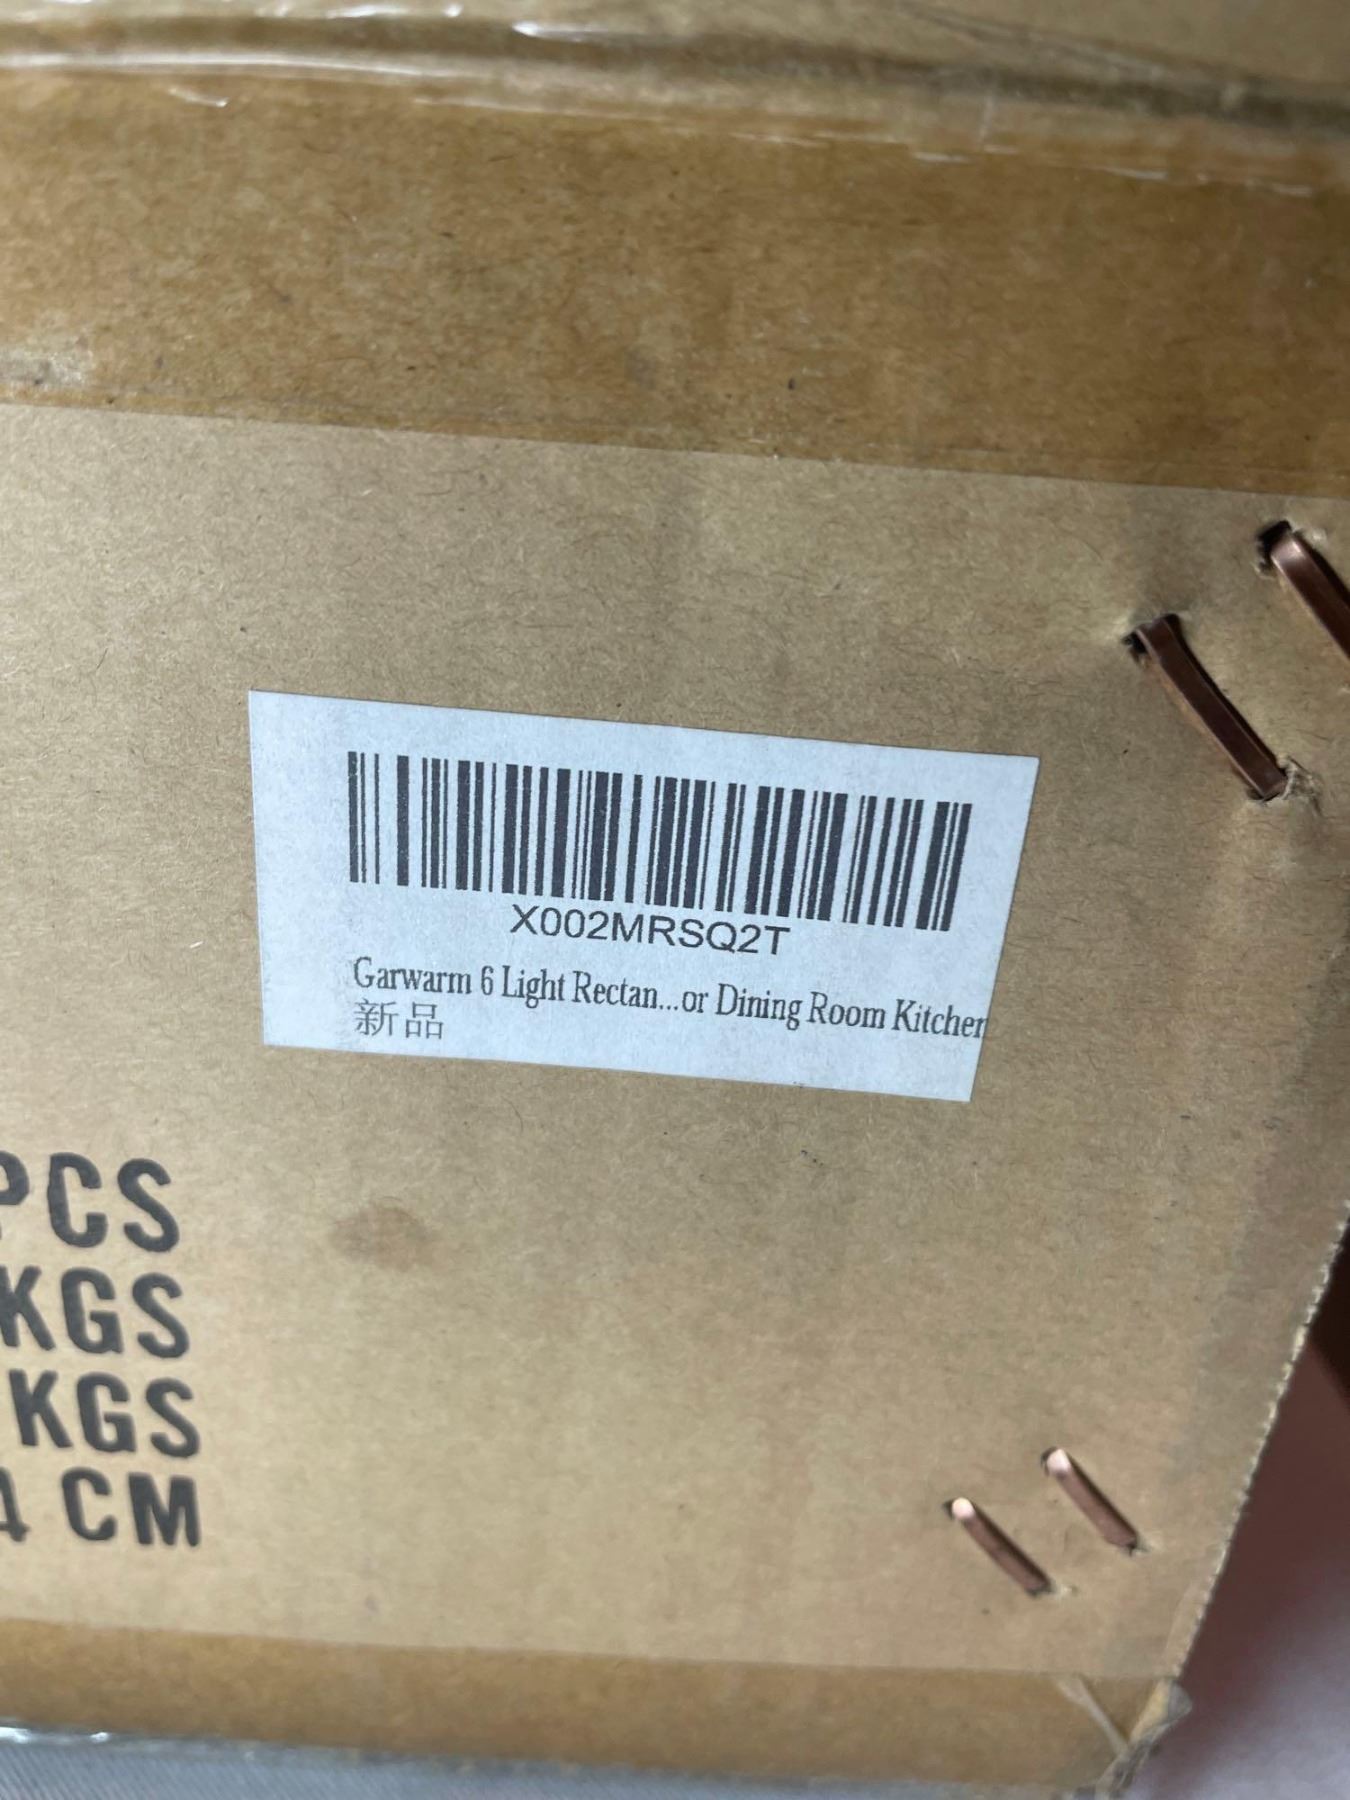 X002MRSQ2T
Garwarm 6 Light Rectan...or Dining Room Kitchen
新品
PCS
KGS
KGS
CM